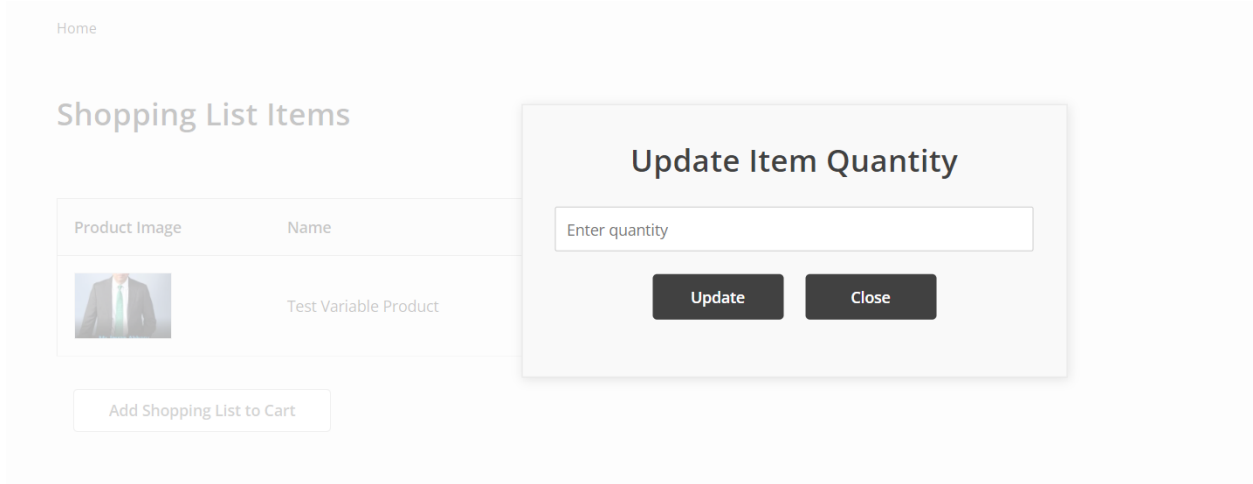 Home
Shopping List Items
Update Item Quantity
Product Image
Name
Enter quantity
Test Variable Product
Update
Close
Add Shopping List to Cart